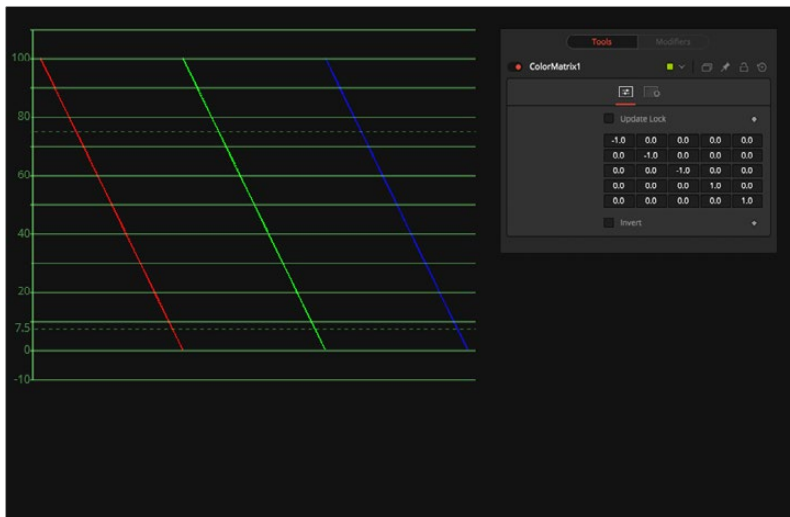 100
80
60
40
20
7.5
0
-10
Tools Modifiers
ColorMatrix1
Update Lock
-1.0 0.0 0.0 0.0 0.0
0.0 -1.0 0.0 0.0 0.0
0.0 0.0 -1.0 0.0 0.0
0.0 0.0 0.0 1.0 0.0
0.0 0.0 0.0 0.0 1.0
Invert